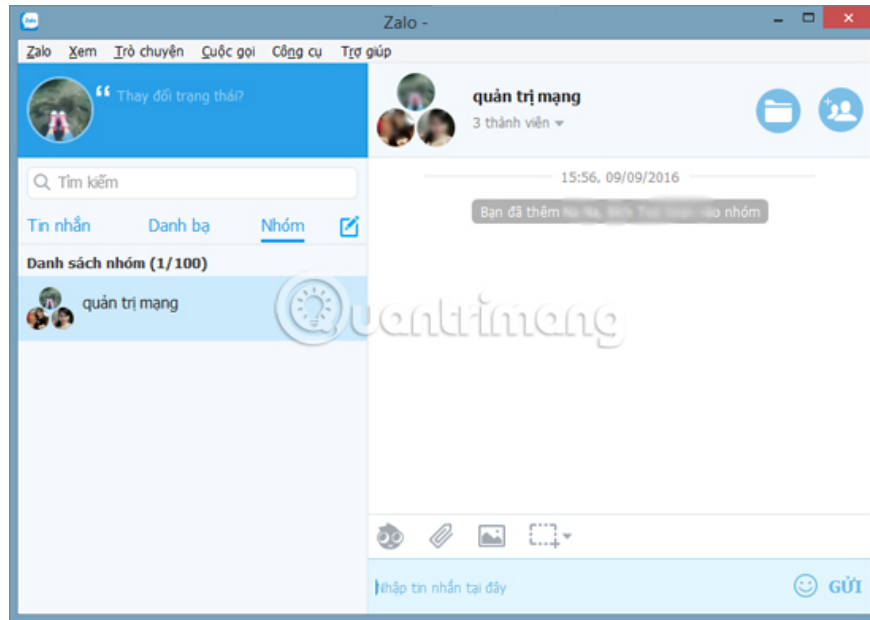 Zalo -
Zalo Xem Trò chuyện Cuộc gọi Công cụ Trợ giúp
Thay đổi trạng thái?
quản trị mạng
3 thành viên
Tìm kiếm
15:56, 09/09/2016
Bạn đã thêm vào nhóm
Tin nhắn Danh bạ Nhóm
Danh sách nhóm (1/100)
quản trị mạng
Quantrimang
Nhập tin nhắn tại đây
GỬI